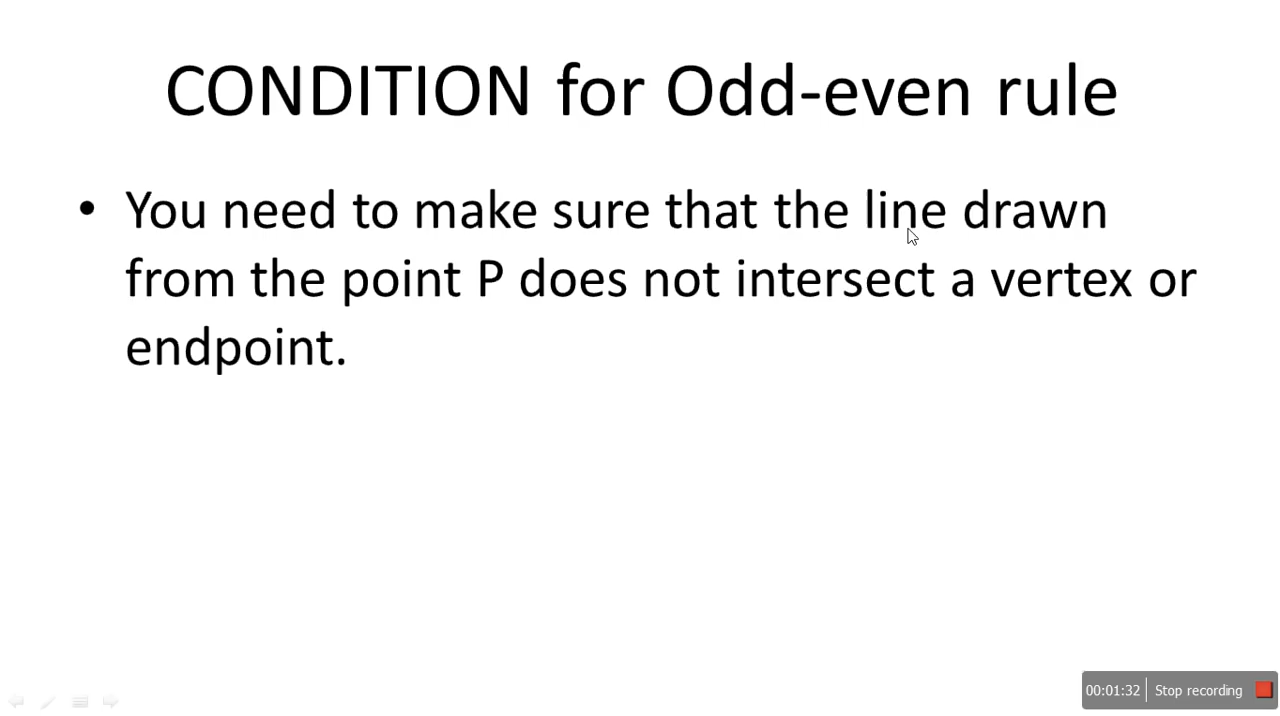 CONDITION for Odd-even rule
• You need to make sure that the line drawn
from the point P does not intersect a vertex or
endpoint.
00:01:32 Stop recording